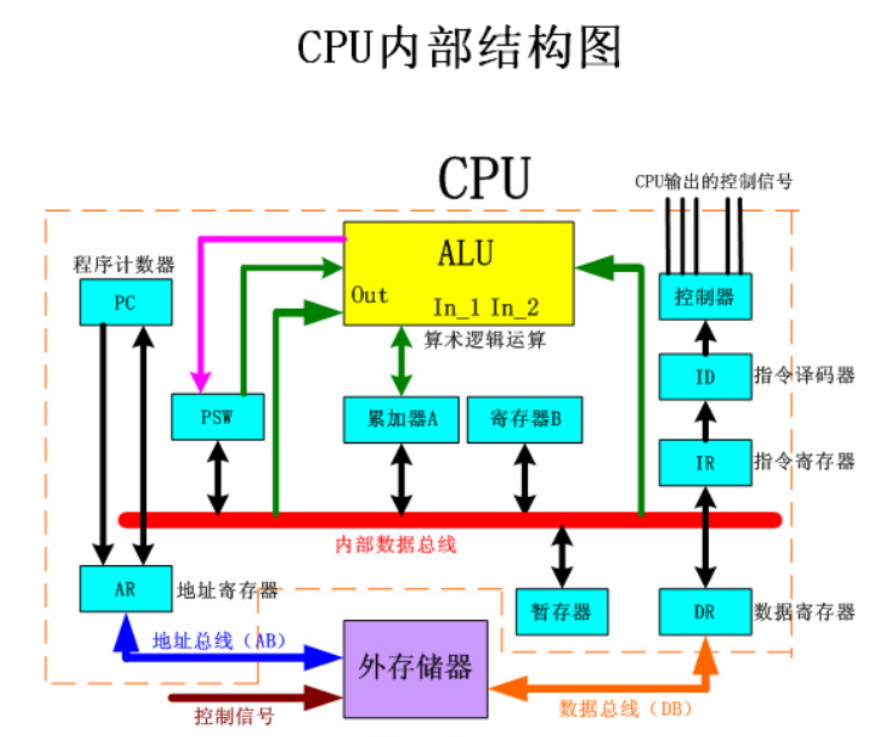 CPU内部结构图
CPU
CPU输出的控制信号
程序计数器
PC
ALU
Out
In_1 In_2
算术逻辑运算
控制器
ID
指令译码器
PSW
累加器A
寄存器B
IR
指令寄存器
内部数据总线
AR
地址寄存器
暂存器
DR
数据寄存器
地址总线（AB）
外存储器
控制信号
数据总线（DB）